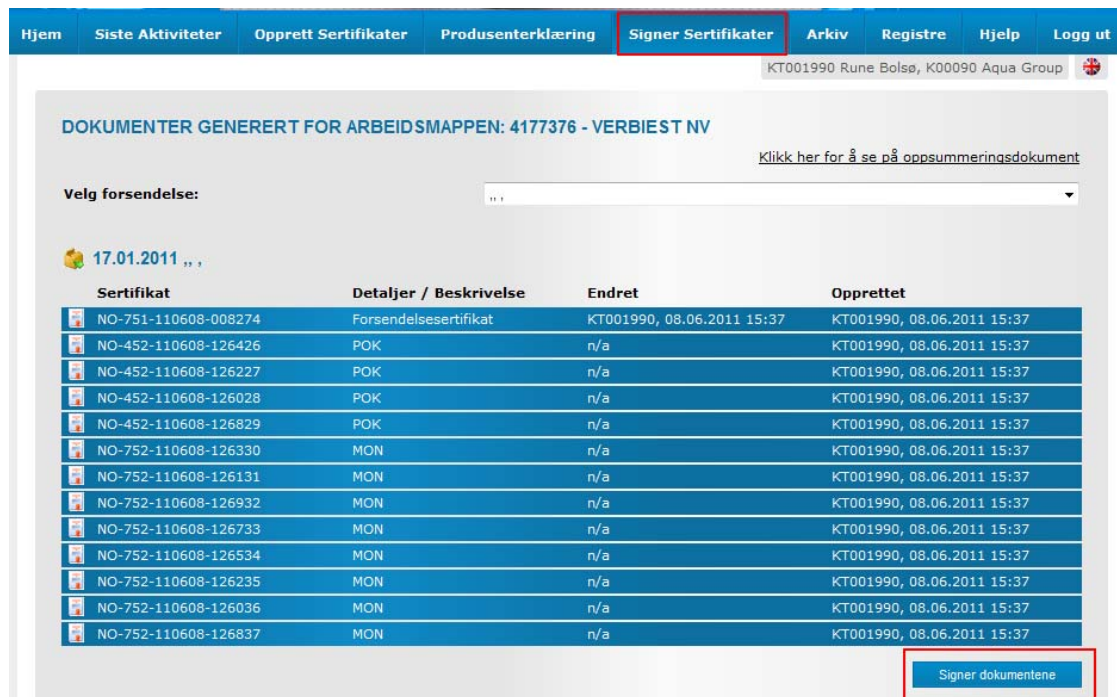 Hjem Siste Aktiviteter Opprett Sertifikater Produsenterklæring Signer Sertifikater Arkiv Registre Hjelp Logg ut
KT001990 Rune Bolsø, K00090 Aqua Group
DOKUMENTER GENERERT FOR ARBEIDSMAPPEN: 4177376 - VERBIEST NV
Klikk her for å se på oppsummeringsdokument
Velg forsendelse: ,, ,
17.01.2011 ,, ,
Sertifikat Detaljer / Beskrivelse Endret Opprettet
NO-751-110608-008274 Forsendelsesertifikat KT001990, 08.06.2011 15:37 KT001990, 08.06.2011 15:37
NO-452-110608-126426 POK n/a KT001990, 08.06.2011 15:37
NO-452-110608-126227 POK n/a KT001990, 08.06.2011 15:37
NO-452-110608-126028 POK n/a KT001990, 08.06.2011 15:37
NO-452-110608-126829 POK n/a KT001990, 08.06.2011 15:37
NO-752-110608-126330 MON n/a KT001990, 08.06.2011 15:37
NO-752-110608-126131 MON n/a KT001990, 08.06.2011 15:37
NO-752-110608-126932 MON n/a KT001990, 08.06.2011 15:37
NO-752-110608-126733 MON n/a KT001990, 08.06.2011 15:37
NO-752-110608-126534 MON n/a KT001990, 08.06.2011 15:37
NO-752-110608-126235 MON n/a KT001990, 08.06.2011 15:37
NO-752-110608-126036 MON n/a KT001990, 08.06.2011 15:37
NO-752-110608-126837 MON n/a KT001990, 08.06.2011 15:37
Signer dokumentene